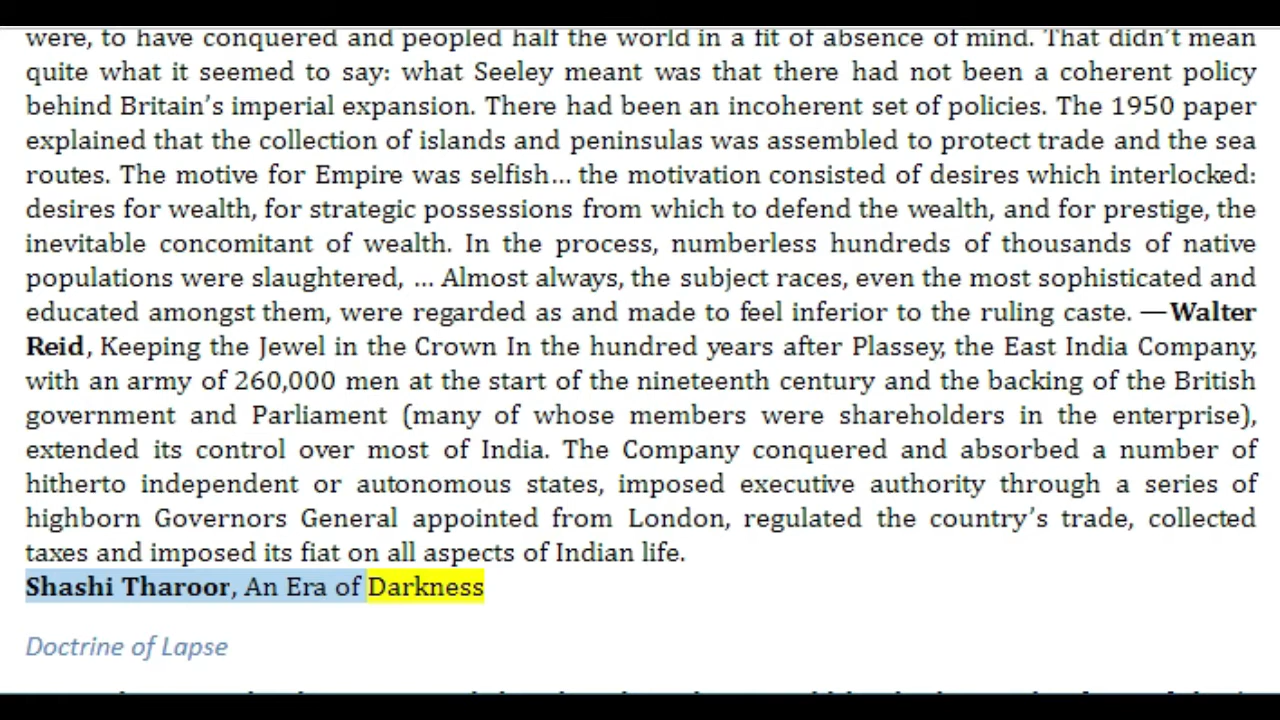 were, to have conquered and peopled half the world in a fit of absence of mind. That didn’t mean
quite what it seemed to say: what Seeley meant was that there had not been a coherent policy
behind Britain’s imperial expansion. There had been an incoherent set of policies. The 1950 paper
explained that the collection of islands and peninsulas was assembled to protect trade and the sea
routes. The motive for Empire was selfish… the motivation consisted of desires which interlocked:
desires for wealth, for strategic possessions from which to defend the wealth, and for prestige, the
inevitable concomitant of wealth. In the process, numberless hundreds of thousands of native
populations were slaughtered, … Almost always, the subject races, even the most sophisticated and
educated amongst them, were regarded as and made to feel inferior to the ruling caste. —Walter
Reid, Keeping the Jewel in the Crown In the hundred years after Plassey, the East India Company,
with an army of 260,000 men at the start of the nineteenth century and the backing of the British
government and Parliament (many of whose members were shareholders in the enterprise),
extended its control over most of India. The Company conquered and absorbed a number of
hitherto independent or autonomous states, imposed executive authority through a series of
highborn Governors General appointed from London, regulated the country’s trade, collected
taxes and imposed its fiat on all aspects of Indian life.
Shashi Tharoor, An Era of Darkness
Doctrine of Lapse